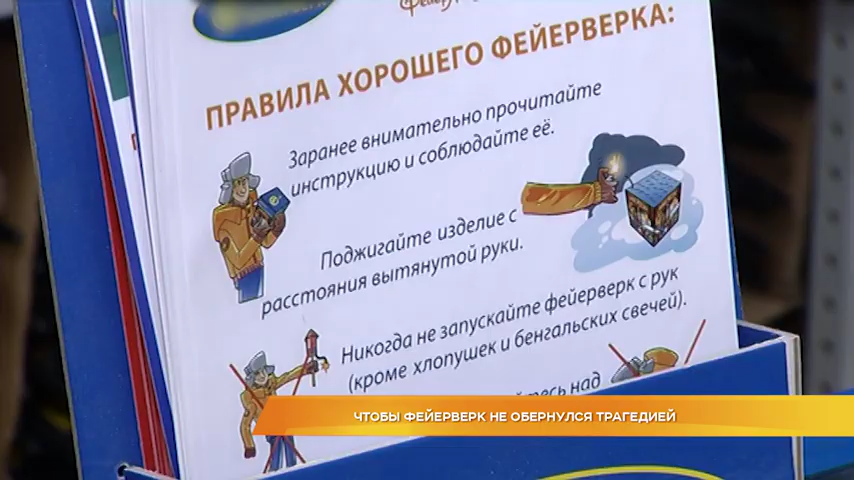 ПРАВИЛА ХОРОШЕГО ФЕЙЕРВЕРКА:
Заранее внимательно прочитайте
инструкцию и соблюдайте её.
Поджигайте изделие с
расстояния вытянутой руки.
Никогда не запускайте фейерверк с рук
(кроме хлопушек и бенгальских свечей).
над
ЧТОБЫ ФЕЙЕРВЕРК НЕ ОБЕРНУЛСЯ ТРАГЕДИЕЙ